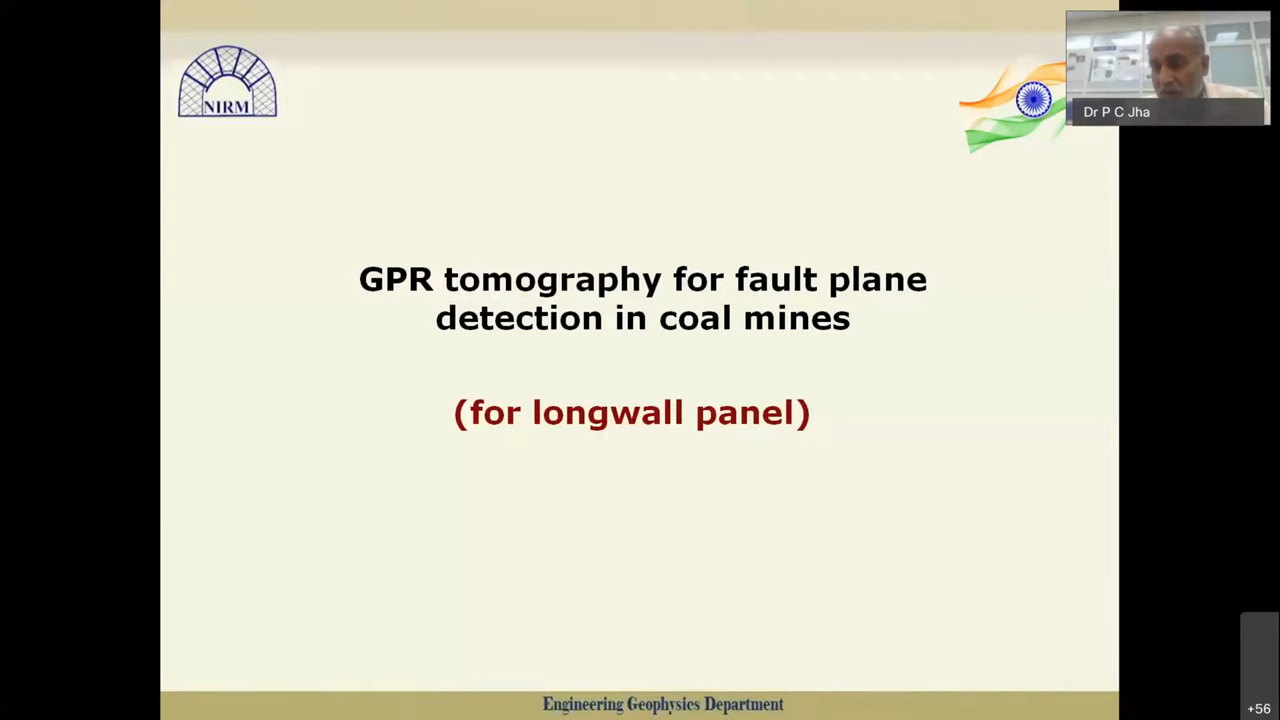 NIRM
Dr P C Jha
GPR tomography for fault plane
detection in coal mines
(for longwall panel)
Engineering Geophysics Department
+56